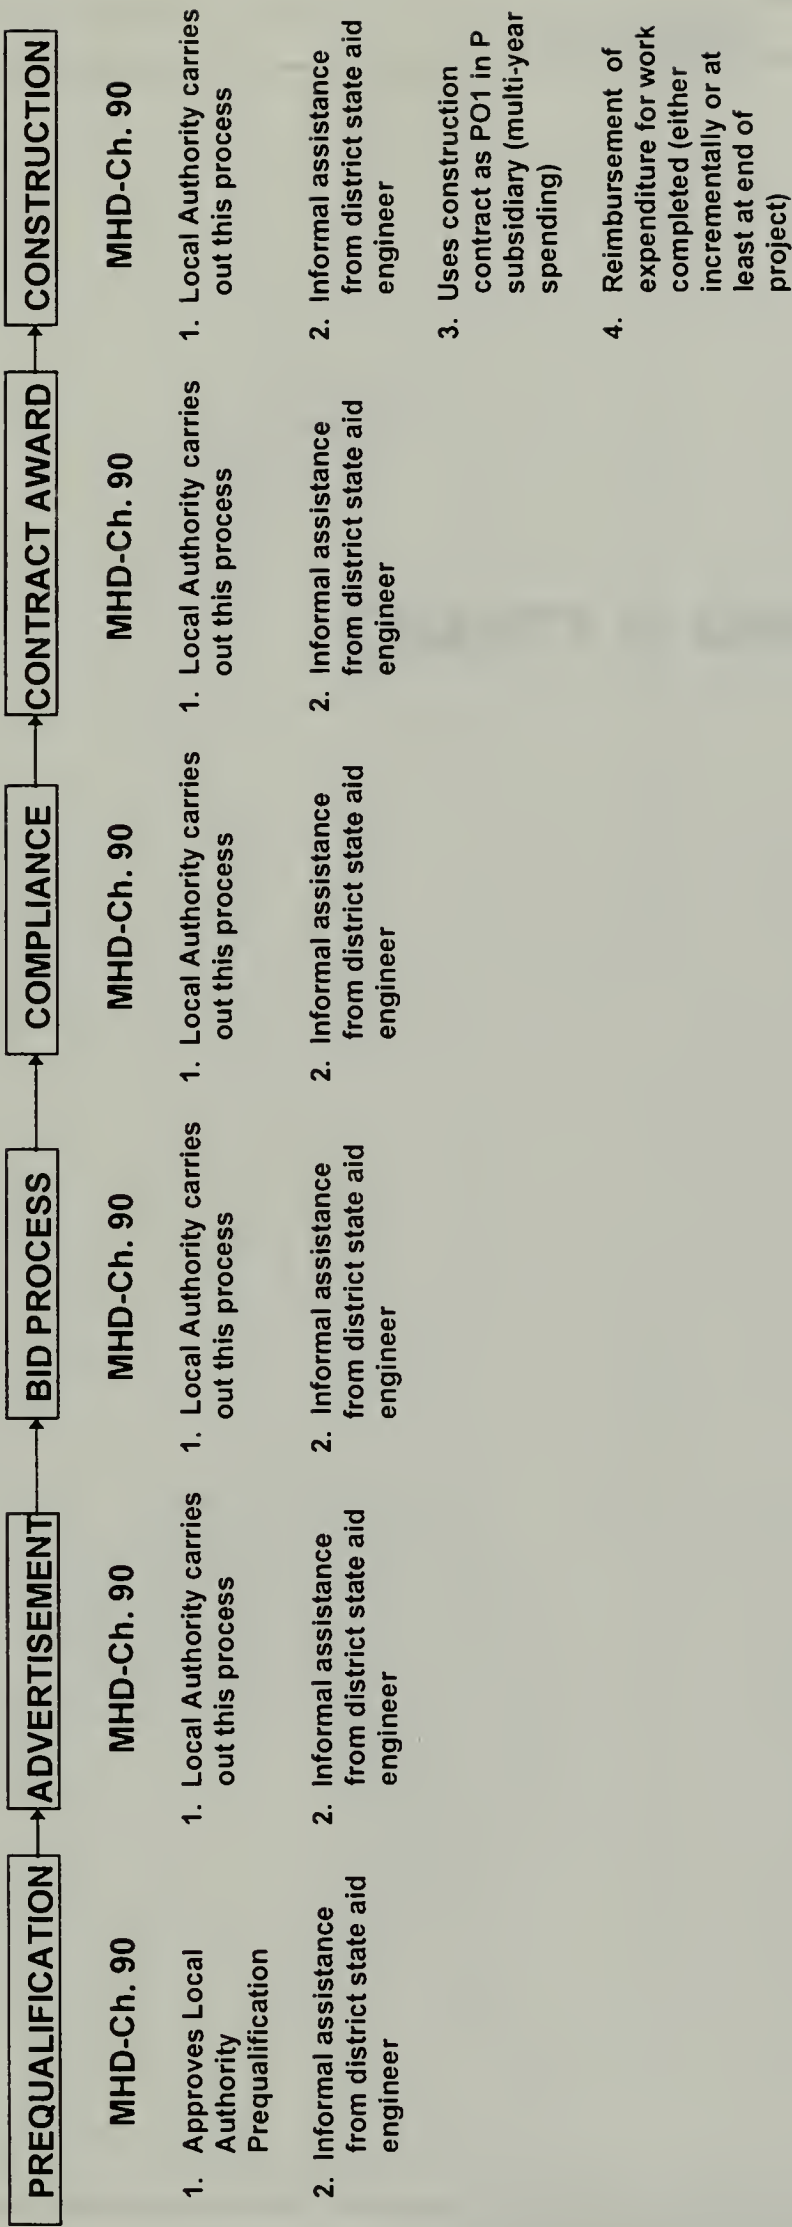 PREQUALIFICATION
MHD-Ch. 90
1. Approves Local
Authority
Prequalification
2. Informal assistance
from district state aid
engineer
ADVERTISEMENT
MHD-Ch. 90
1. Local Authority carries
out this process
2. Informal assistance
from district state aid
engineer
BID PROCESS
MHD-Ch. 90
1. Local Authority carries
out this process
2. Informal assistance
from district state aid
engineer
COMPLIANCE
MHD-Ch. 90
1. Local Authority carries
out this process
2. Informal assistance
from district state aid
engineer
CONTRACT AWARD
MHD-Ch. 90
1. Local Authority carries
out this process
2. Informal assistance
from district state aid
engineer
CONSTRUCTION
MHD-Ch. 90
1. Local Authority carries
out this process
2. Informal assistance
from district state aid
engineer
3. Uses construction
contract as PO1 in P
subsidiary (multi-year
spending)
4. Reimbursement of
expenditure for work
completed (either
incrementally or at
least at end of
project)